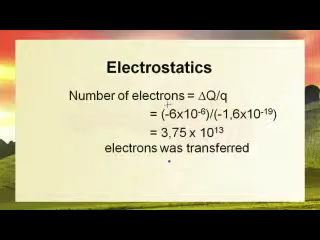 Electrostatics
Number of electrons = ΔQ/q
= (-6x10⁻⁶)/(-1,6x10⁻¹⁹)
= 3,75 x 10¹³
electrons was transferred